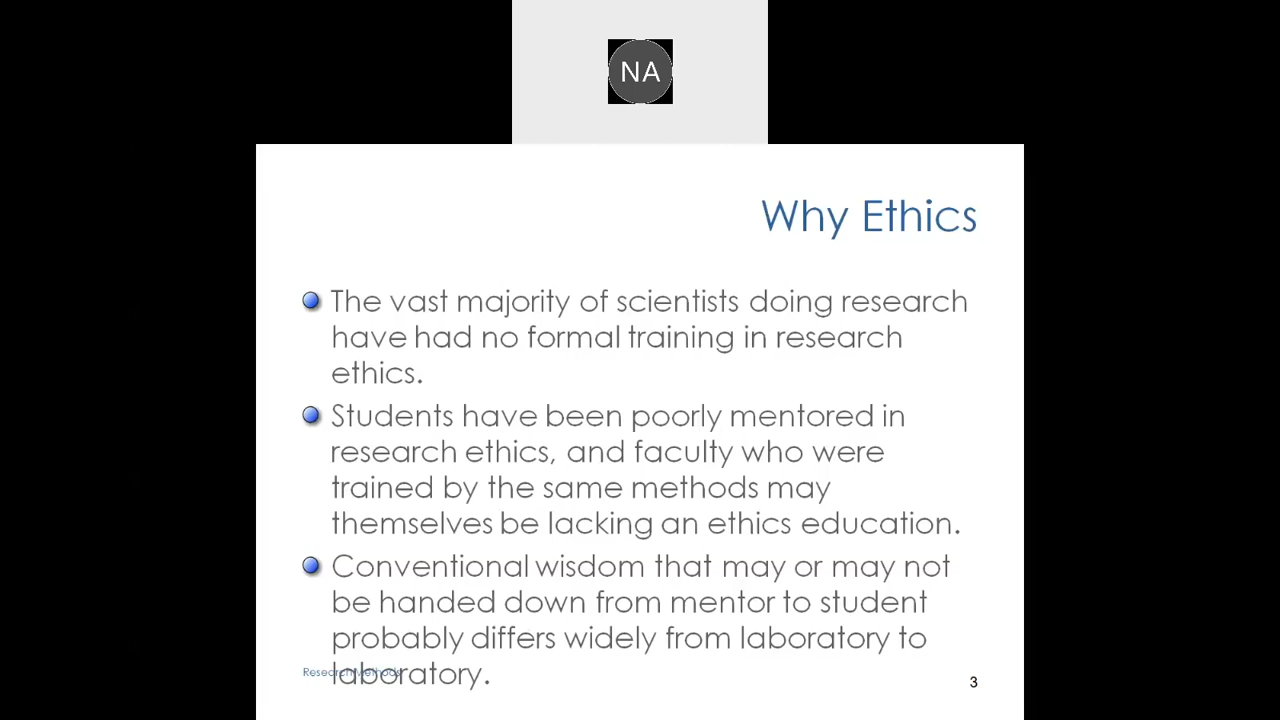 NA
Why Ethics
The vast majority of scientists doing research
have had no formal training in research
ethics.
Students have been poorly mentored in
research ethics, and faculty who were
trained by the same methods may
themselves be lacking an ethics education.
Conventional wisdom that may or may not
be handed down from mentor to student
probably differs widely from laboratory to
laboratory.
Research Methods
3